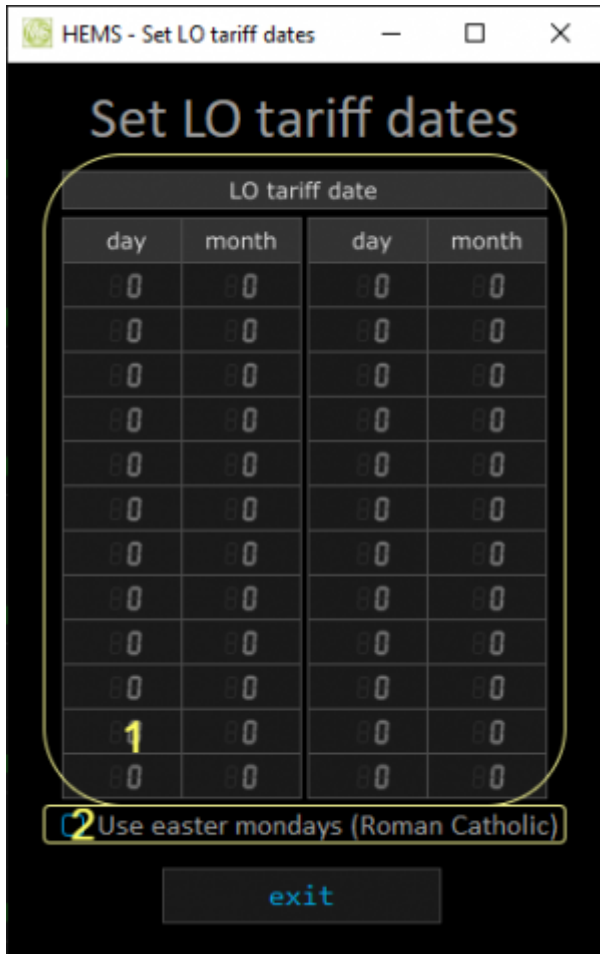 HEMS - Set LO tariff dates
Set LO tariff dates
LO tariff date
day month day month
0 0 0 0
0 0 0 0
0 0 0 0
0 0 0 0
0 0 0 0
0 0 0 0
0 0 0 0
0 0 0 0
0 0 0 0
0 0 0 0
0 1 0 0 0
0 0 0 0
2 Use easter mondays (Roman Catholic)
exit